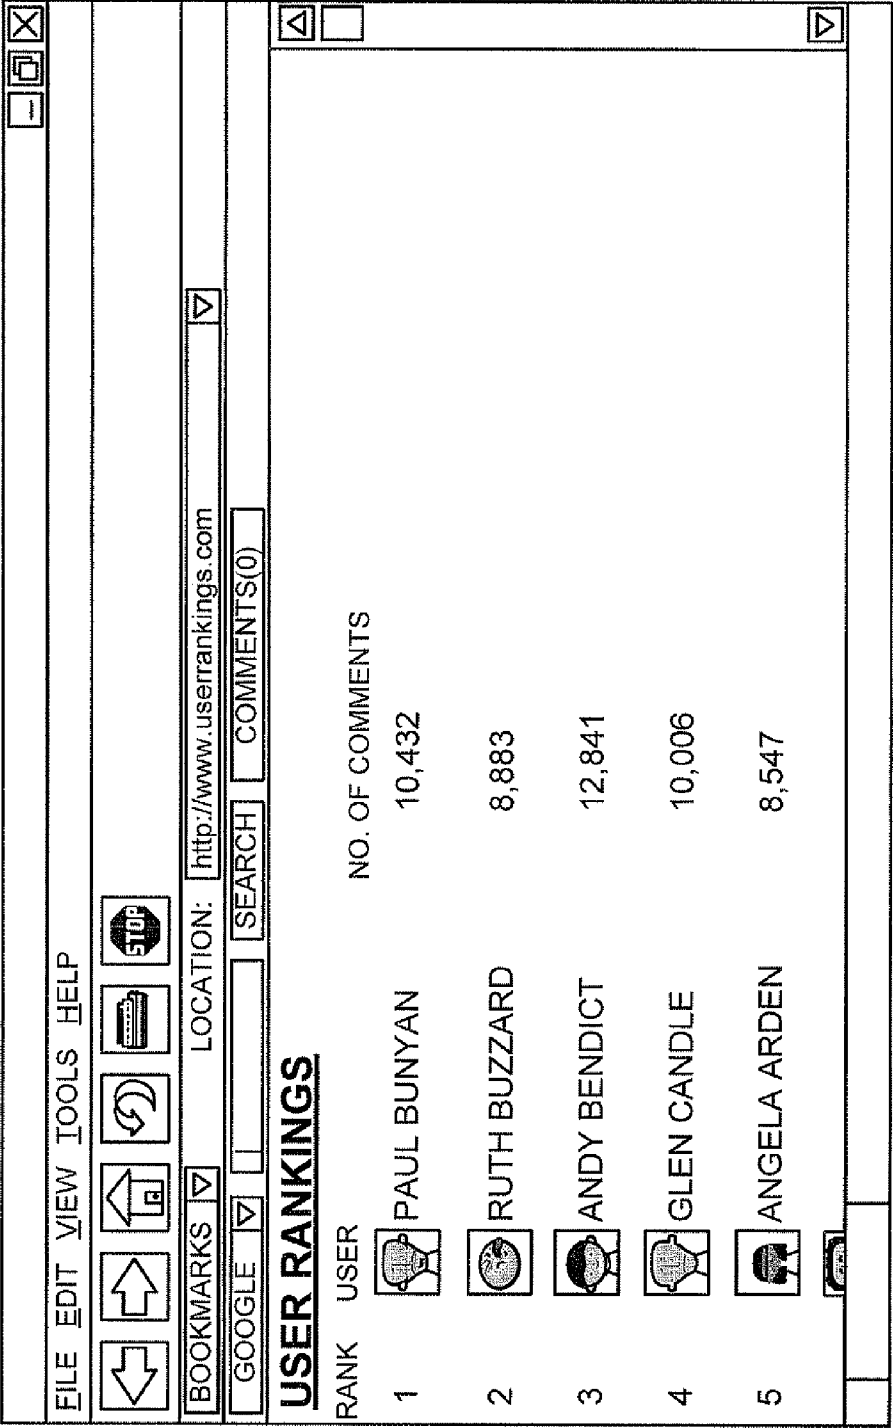 FILE EDIT VIEW TOOLS HELP
STOP
BOOKMARKS LOCATION: http://www.userrankings.com
GOOGLE SEARCH COMMENTS(0)
USER RANKINGS
RANK USER NO. OF COMMENTS
1 PAUL BUNYAN 10,432
2 RUTH BUZZARD 8,883
3 ANDY BENDICT 12,841
4 GLEN CANDLE 10,006
5 ANGELA ARDEN 8,547